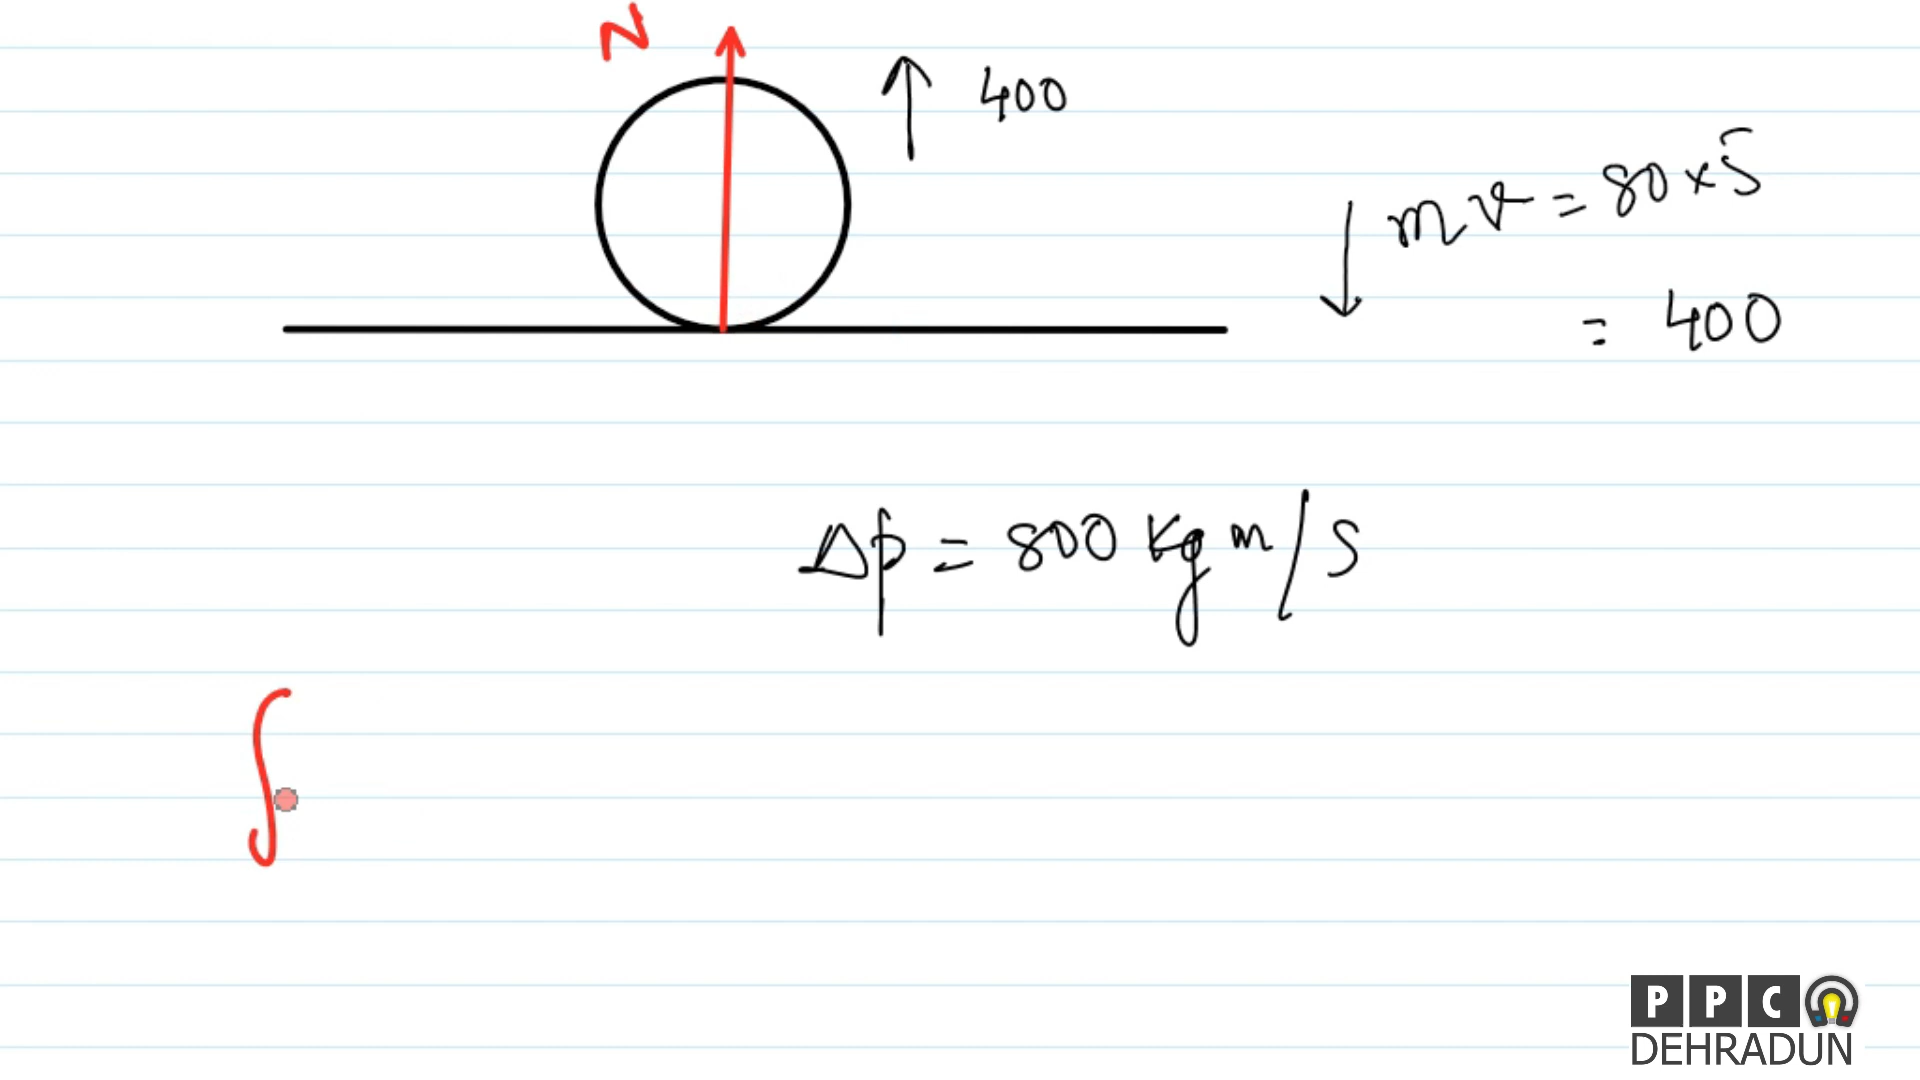 N
↑ 400
↓ mv = 80 × 5
= 400
Δp = 800 kg m/s
∫
PPC
DEHRADUN